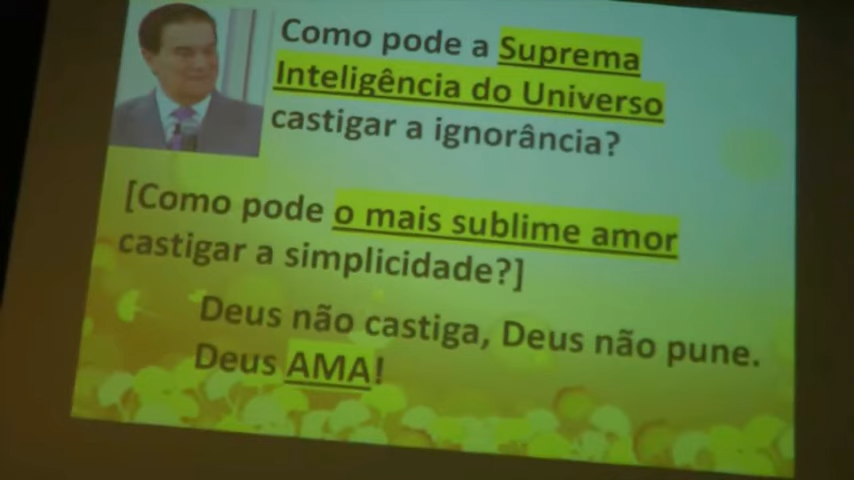 Como pode a Suprema
Inteligência do Universo
castigar a ignorância?
[Como pode o mais sublime amor
castigar a simplicidade?]
Deus não castiga, Deus não pune.
Deus AMA!